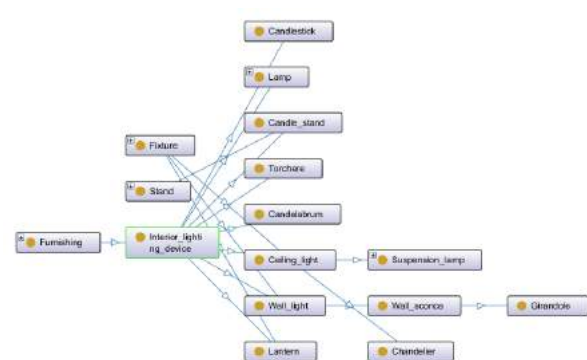 Candlestick
Lamp
Candle_stand
Fixture
Torchere
Stand
Candelabrum
Furnishing
Interior_lighti
ng_device
Ceiling_light
Suspension_lamp
Wall_light
Wall_sconce
Girandole
Lantern
Chandelier